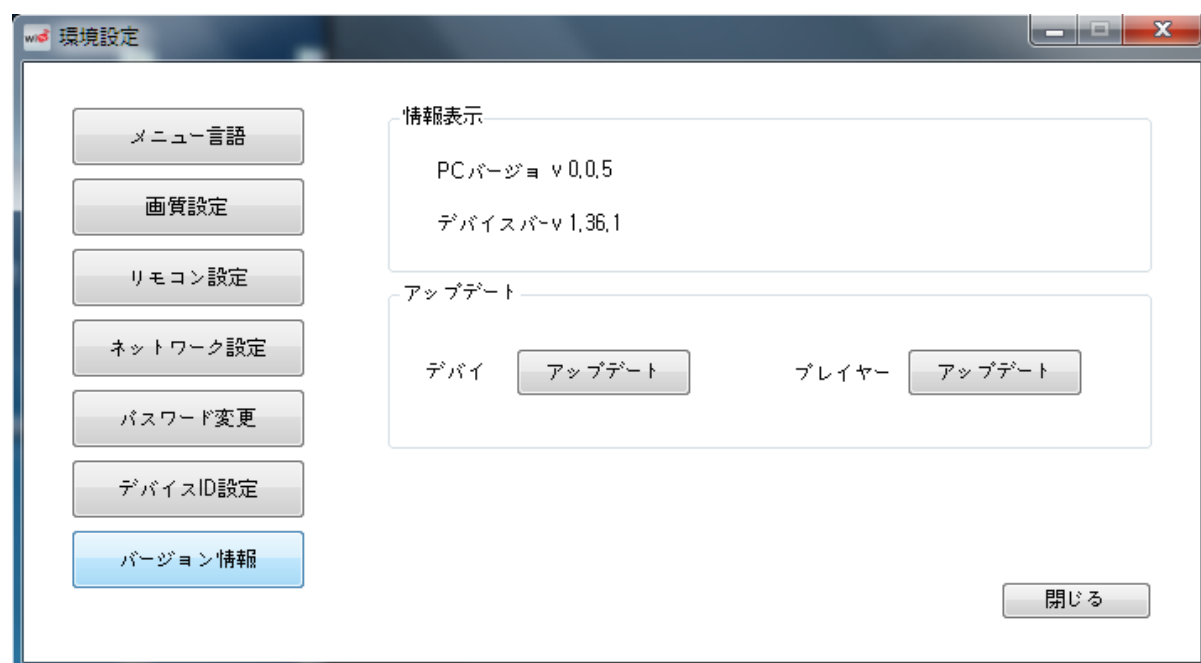 wiz 環境設定
メニュー言語
画質設定
リモコン設定
ネットワーク設定
パスワード変更
デバイスID設定
バージョン情報
情報表示
PCバージョ v 0,0,5
デバイスバーv 1,36,1
アップデート
デバイ アップデート プレイヤー アップデート
閉じる